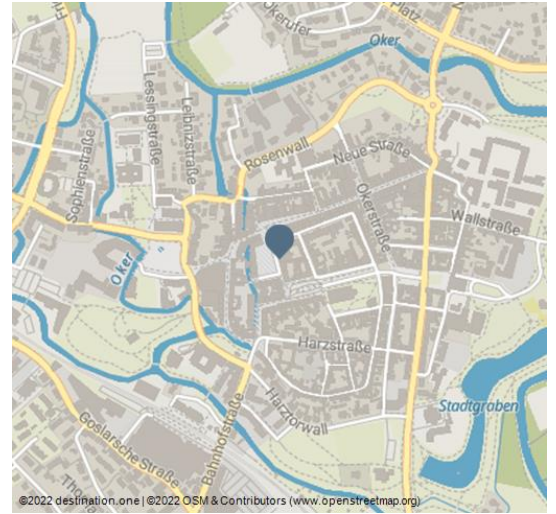 Okerufer
Platz
Oker
Lessingstraße
Leibnizstraße
Sophienstraße
Rosenwall
Neue Straße
Okerstraße
Wallstraße
Oker
Harzstraße
Harztorwall
Stadtgraben
Goslarsche Straße
Bahnhofstraße
©2022 destination.one | ©2022 OSM & Contributors (www.openstreetmap.org)